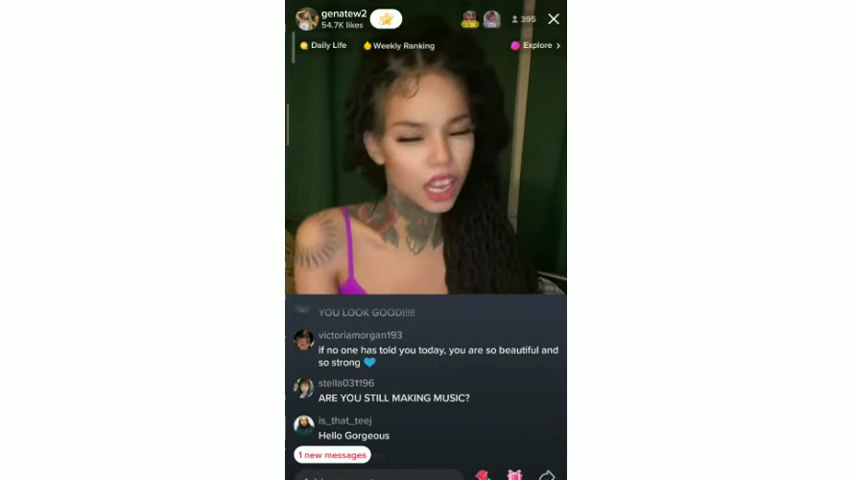 genatew2
54.7K likes
395
Daily Life
Weekly Ranking
Explore >
YOU LOOK GOOD!!!!!
victoriamorgan193
if no one has told you today, you are so beautiful and
so strong 💙
stella031196
ARE YOU STILL MAKING MUSIC?
is_that_teej
Hello Gorgeous
1 new messages